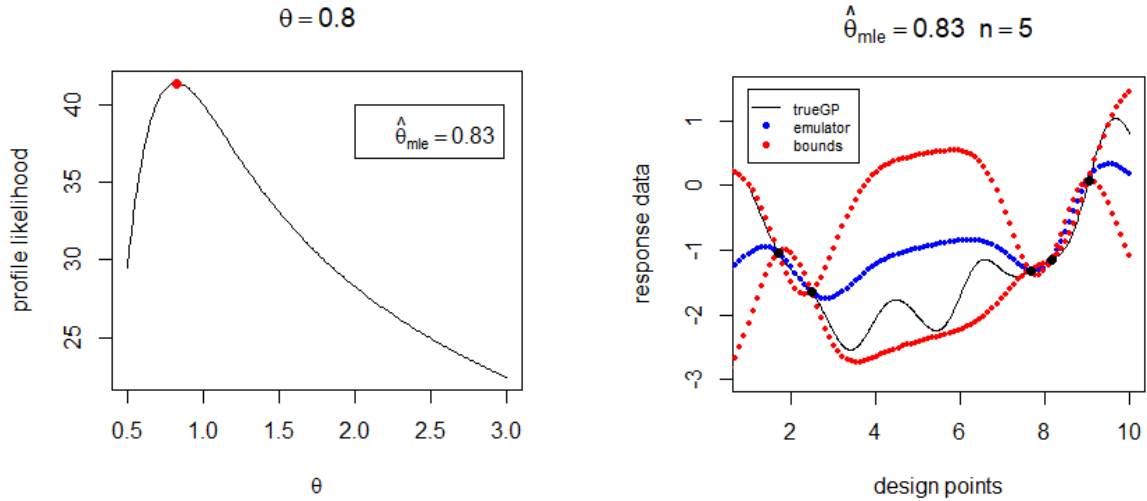 θ = 0.8
profile likelihood
40
35
30
25
θ̂mle = 0.83
0.5 1.0 1.5 2.0 2.5 3.0
θ
θ̂mle = 0.83 n = 5
response data
1
0
-1
-2
-3
trueGP
emulator
bounds
2 4 6 8 10
design points